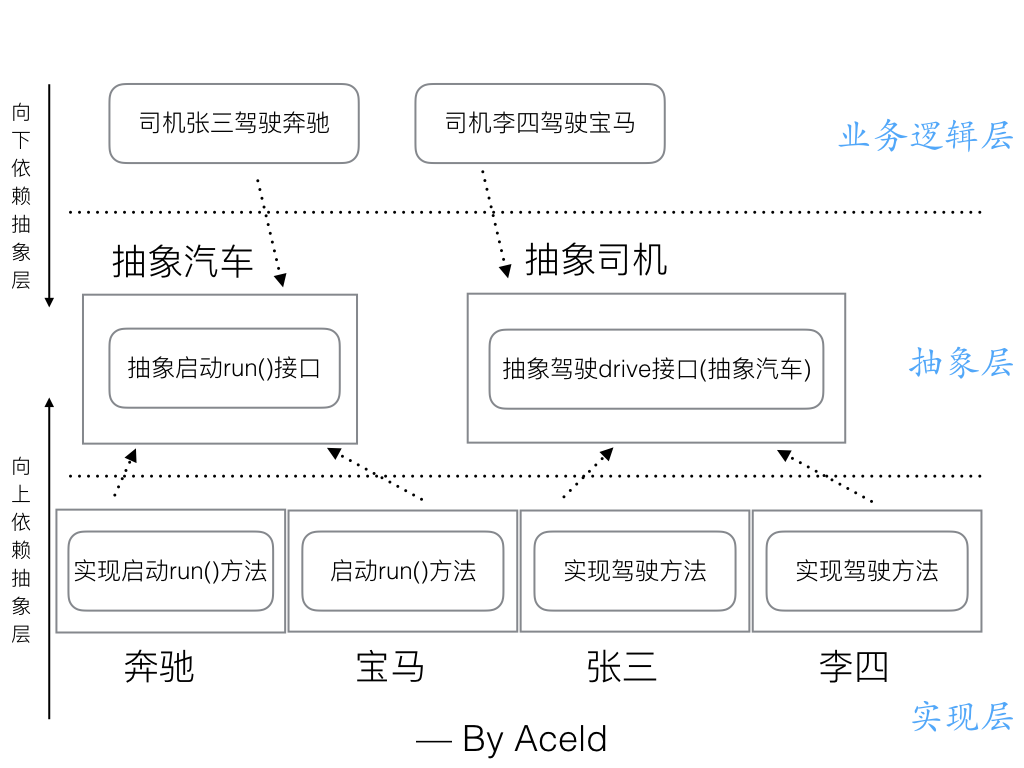 司机张三驾驶奔驰
司机李四驾驶宝马
业务逻辑层
向下依赖抽象层
抽象汽车
抽象司机
抽象启动run()接口
抽象驾驶drive接口(抽象汽车)
抽象层
向上依赖抽象层
实现启动run()方法
启动run()方法
实现驾驶方法
实现驾驶方法
奔驰
宝马
张三
李四
实现层
— By Aceld